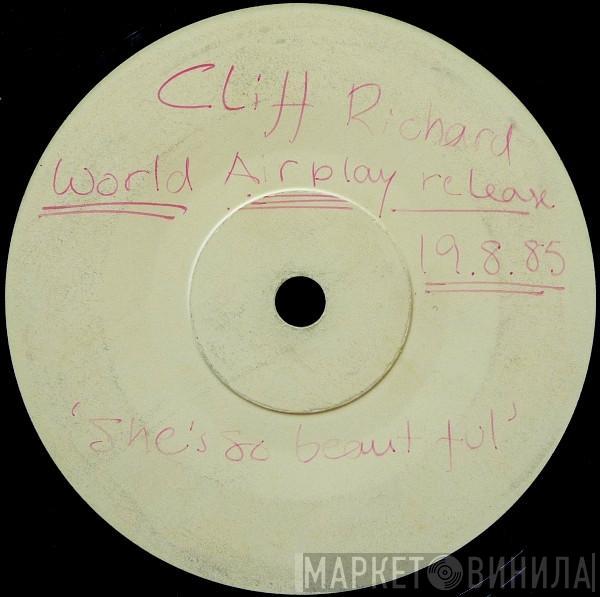 Cliff Richard
World Airplay release
19.8.85
'She's so beautiful'
МАРКЕТ ВИНИЛА